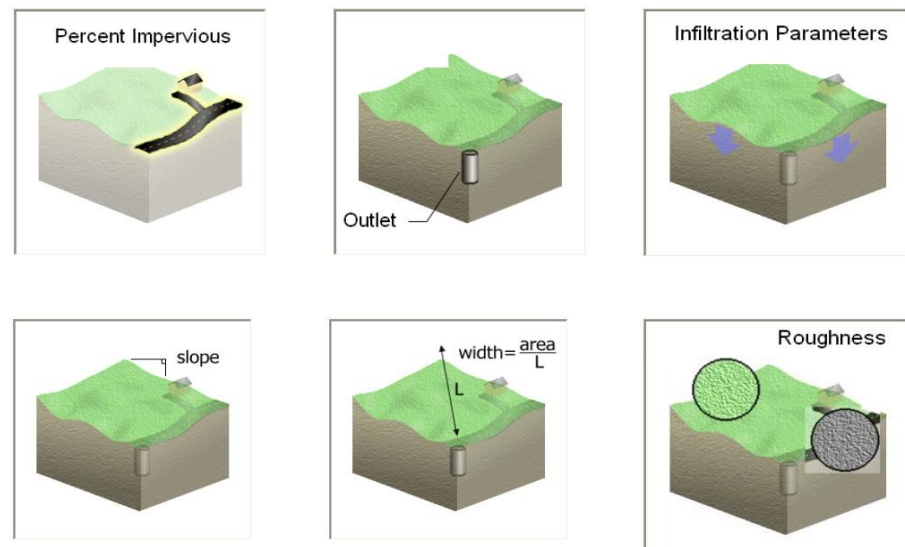 Percent Impervious
Outlet
Infiltration Parameters
slope
width=area/L
L
Roughness